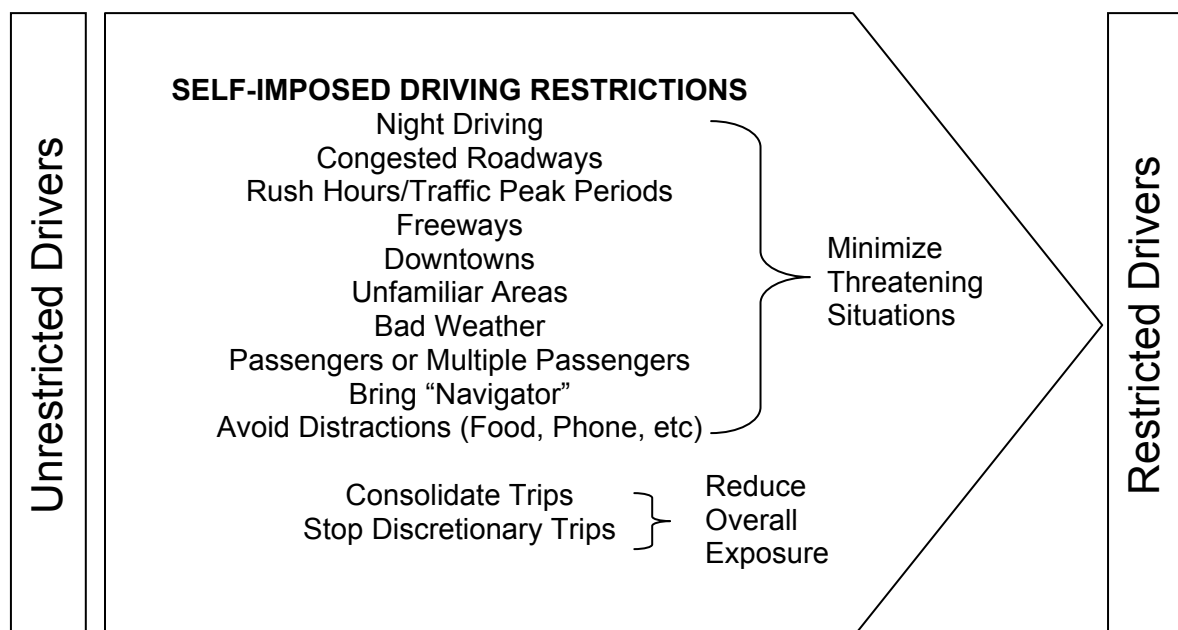 Unrestricted Drivers
SELF-IMPOSED DRIVING RESTRICTIONS
Night Driving
Congested Roadways
Rush Hours/Traffic Peak Periods
Freeways
Downtowns
Unfamiliar Areas
Bad Weather
Passengers or Multiple Passengers
Bring “Navigator”
Avoid Distractions (Food, Phone, etc)
Minimize
Threatening
Situations
Consolidate Trips
Stop Discretionary Trips
Reduce
Overall
Exposure
Restricted Drivers